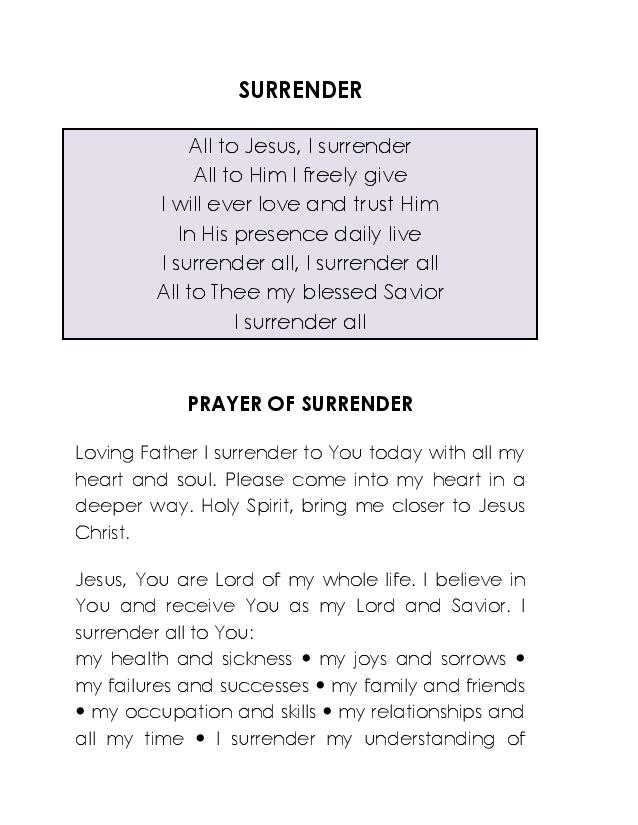 SURRENDER
All to Jesus, I surrender
All to Him I freely give
I will ever love and trust Him
In His presence daily live
I surrender all, I surrender all
All to Thee my blessed Savior
I surrender all
PRAYER OF SURRENDER
Loving Father I surrender to You today with all my
heart and soul. Please come into my heart in a
deeper way. Holy Spirit, bring me closer to Jesus
Christ.
Jesus, You are Lord of my whole life. I believe in
You and receive You as my Lord and Savior. I
surrender all to You:
my health and sickness • my joys and sorrows •
my failures and successes • my family and friends
• my occupation and skills • my relationships and
all my time • I surrender my understanding of